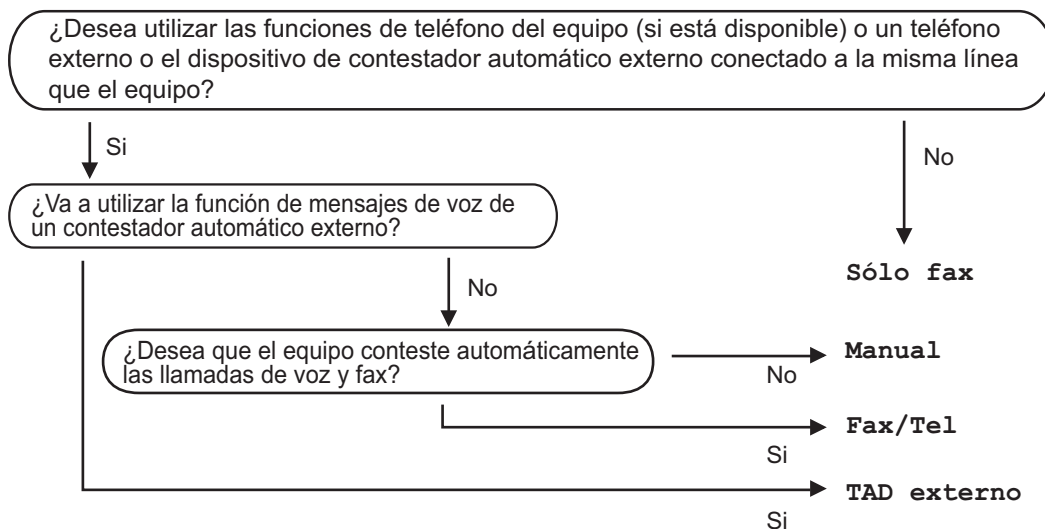 ¿Desea utilizar las funciones de teléfono del equipo (si está disponible) o un teléfono
externo o el dispositivo de contestador automático externo conectado a la misma línea
que el equipo?
Si
No
¿Va a utilizar la función de mensajes de voz de
un contestador automático externo?
Sólo fax
No
¿Desea que el equipo conteste automáticamente
las llamadas de voz y fax?
Manual
No
Fax/Tel
Si
TAD externo
Si